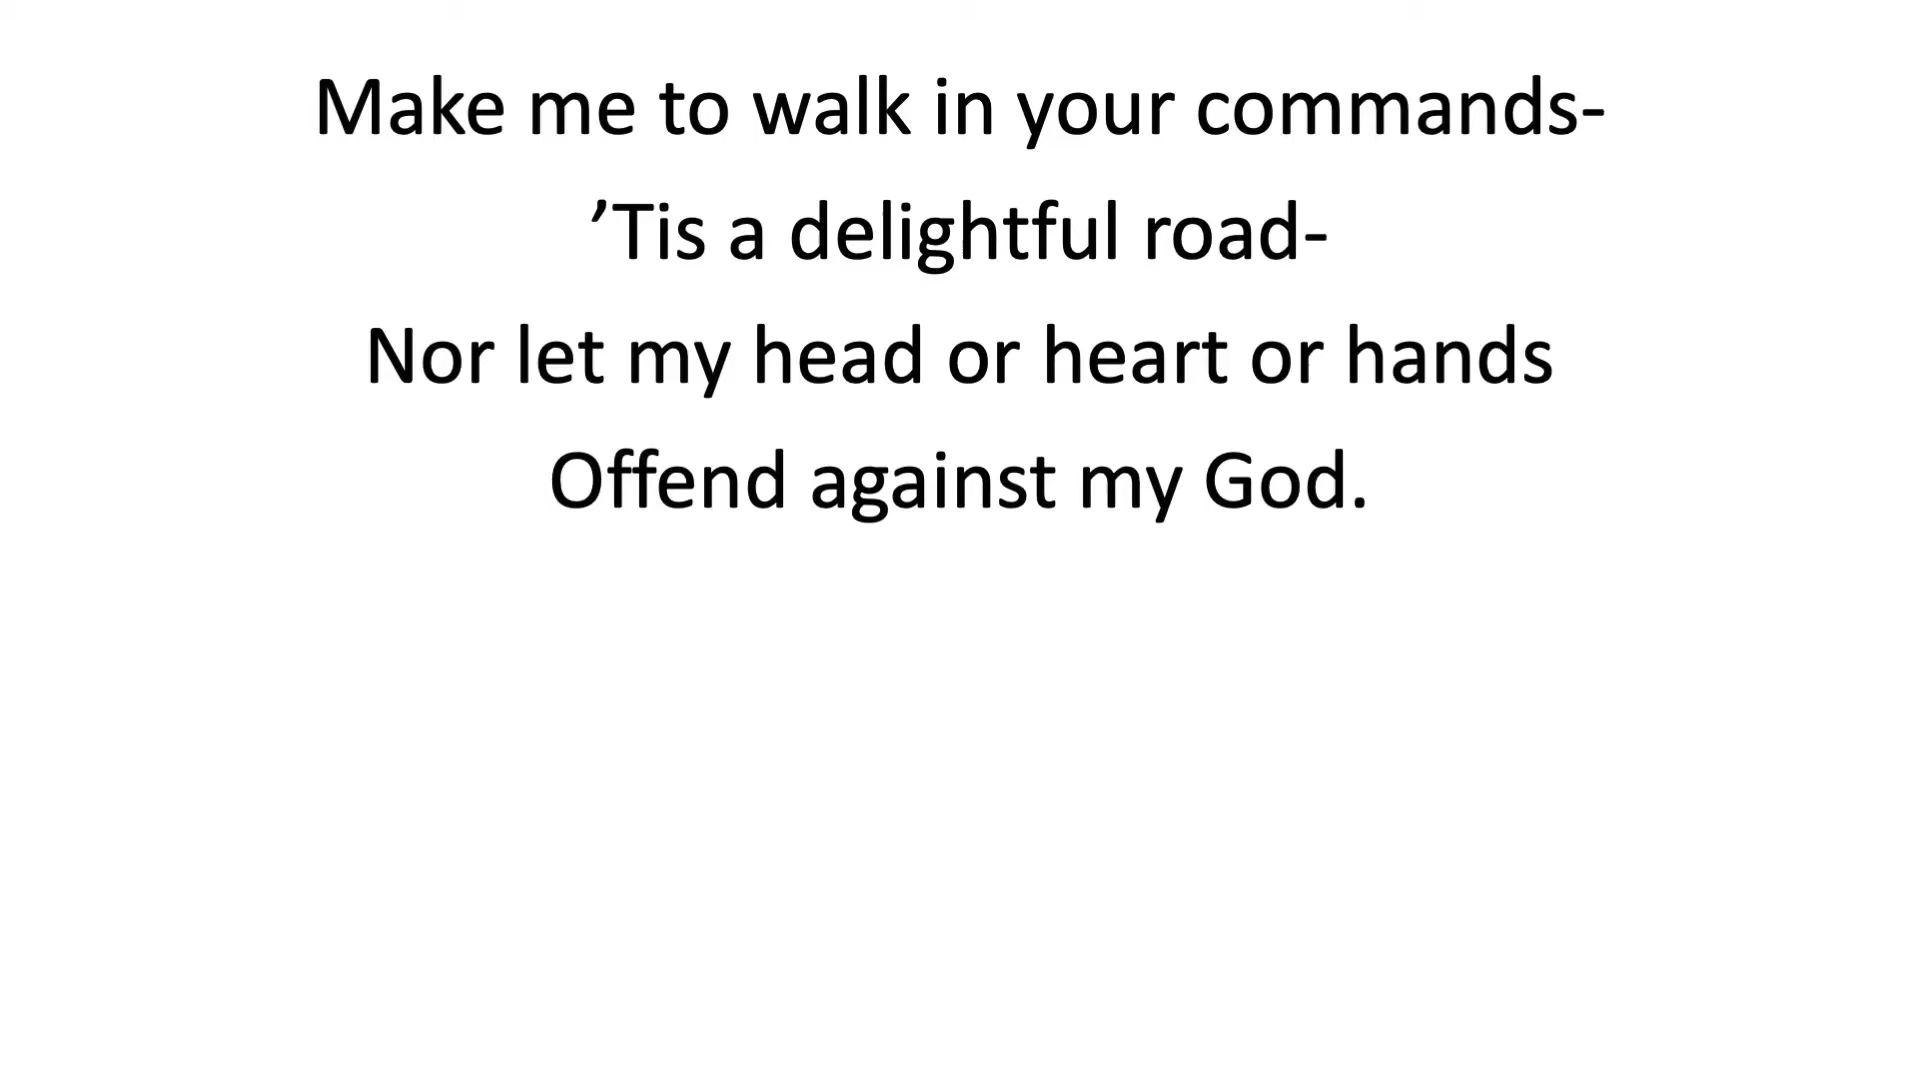 Make me to walk in your commands-
’Tis a delightful road-
Nor let my head or heart or hands
Offend against my God.